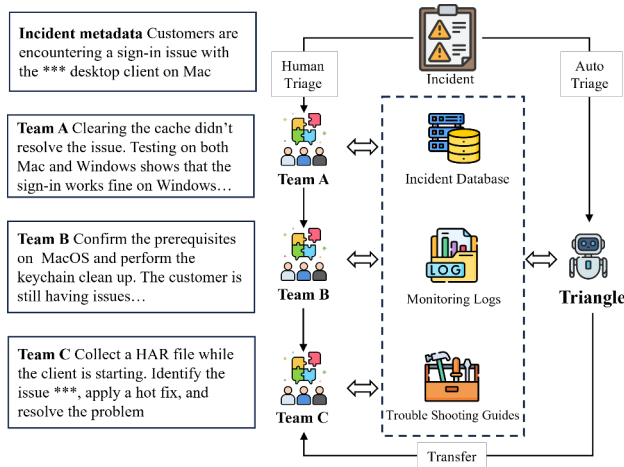 Incident metadata Customers are
encountering a sign-in issue with
the *** desktop client on Mac
Team A Clearing the cache didn't
resolve the issue. Testing on both
Mac and Windows shows that the
sign-in works fine on Windows…
Team B Confirm the prerequisites
on MacOS and perform the
keychain clean up. The customer is
still having issues…
Team C Collect a HAR file while
the client is starting. Identify the
issue ***, apply a hot fix, and
resolve the problem
Human
Triage
Incident
Auto
Triage
Team A
Incident Database
Team B
LOG
Monitoring Logs
Triangle
Team C
Trouble Shooting Guides
Transfer